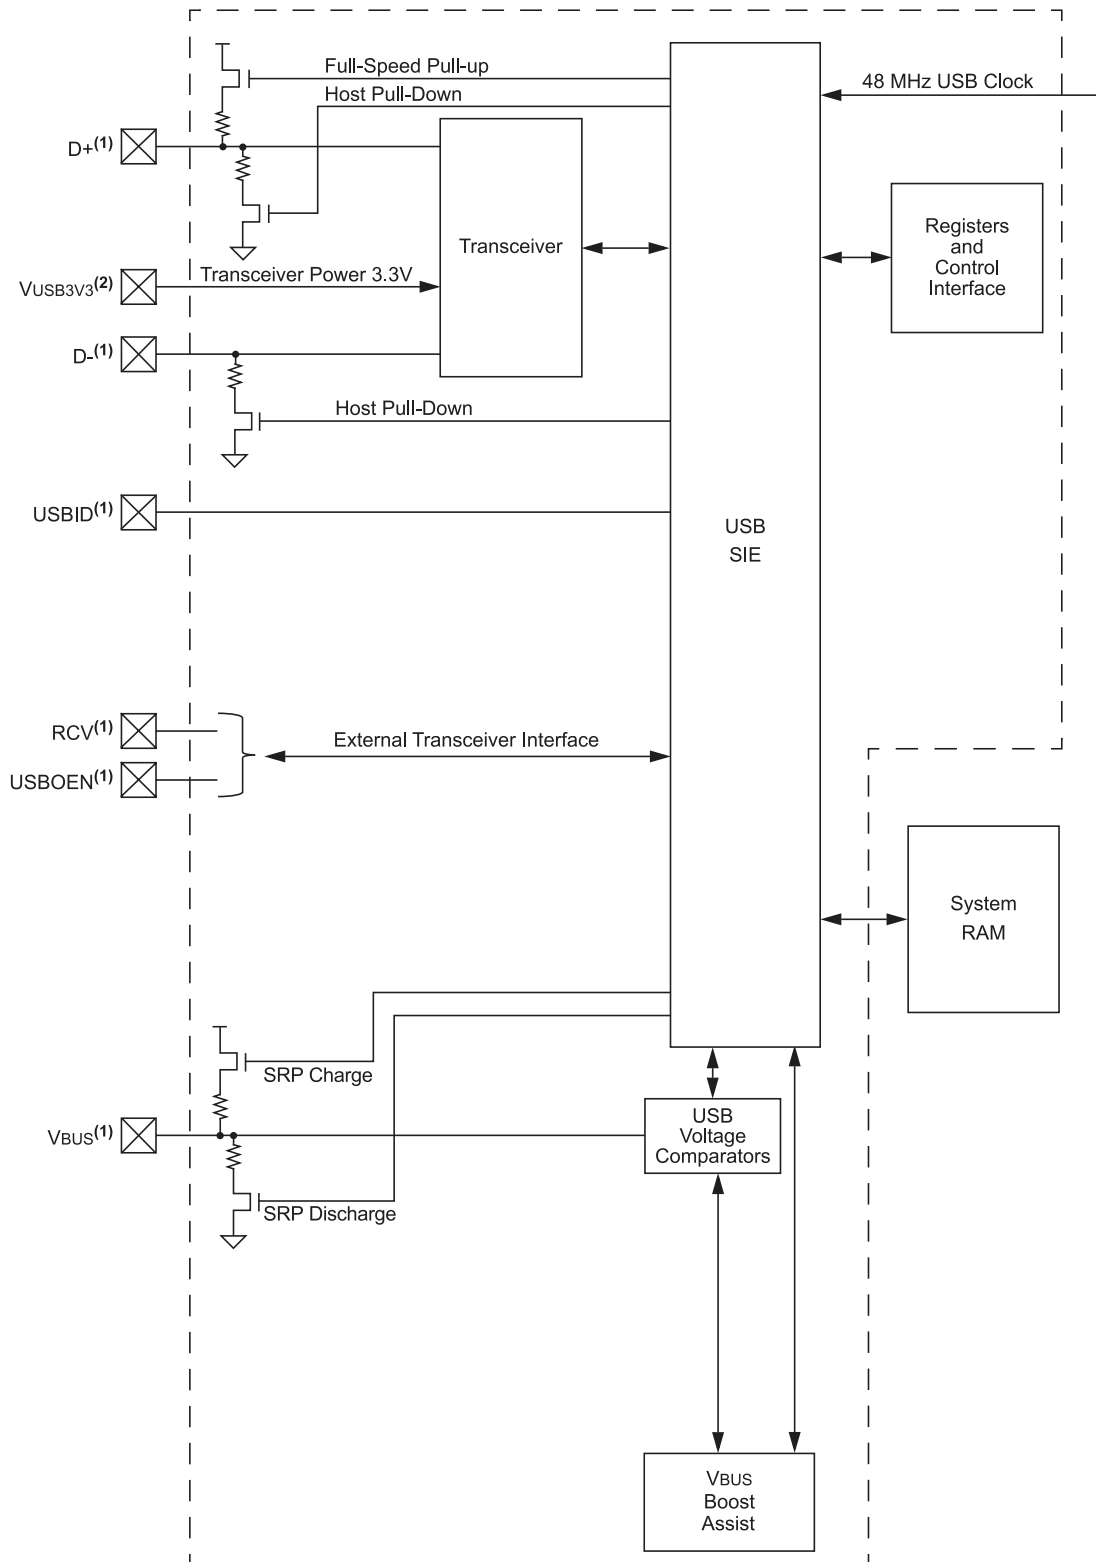 Full-Speed Pull-up
48 MHz USB Clock
Host Pull-Down
D+(1)
Registers
and
Control
Interface
Transceiver
Transceiver Power 3.3V
VUSB3V3(2)
D-(1)
Host Pull-Down
USBID(1)
USB
SIE
RCV(1)
External Transceiver Interface
USBOEN(1)
System
RAM
SRP Charge
VBUS(1)
USB
Voltage
Comparators
SRP Discharge
VBUS
Boost
Assist